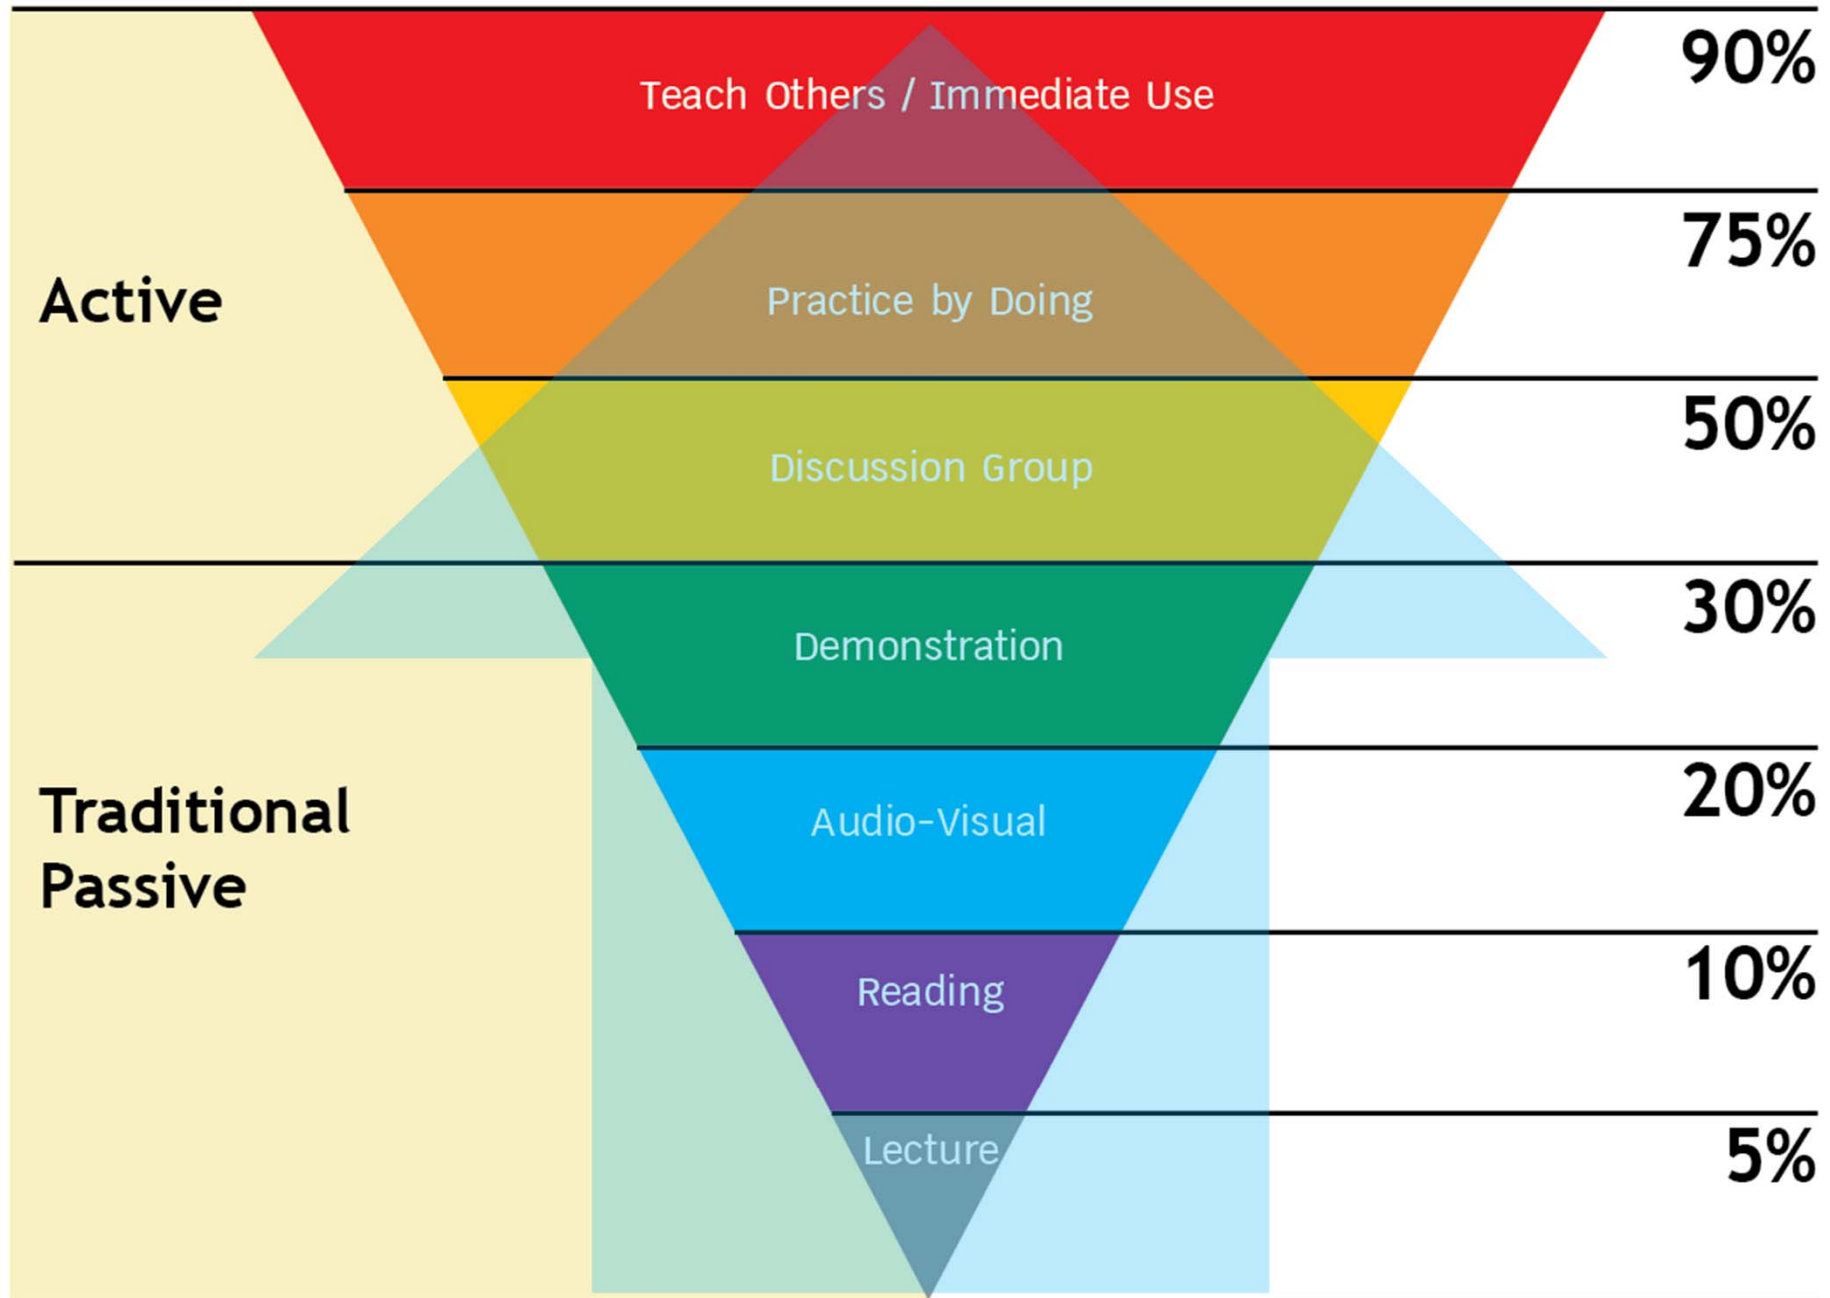 Teach Others / Immediate Use
90%
Practice by Doing
75%
Active
Discussion Group
50%
Demonstration
30%
Audio-Visual
20%
Traditional
Passive
Reading
10%
Lecture
5%